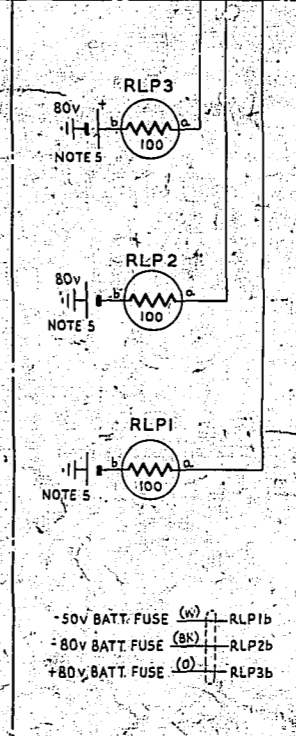 RLP3
80v +
b a
100
NOTE 5
RLP2
80v
b a
100
NOTE 5
RLP1
b a
100
NOTE 5
-50v BATT. FUSE (W) RLP1b
-80v BATT. FUSE (BK) RLP2b
+80v BATT. FUSE (O) RLP3b